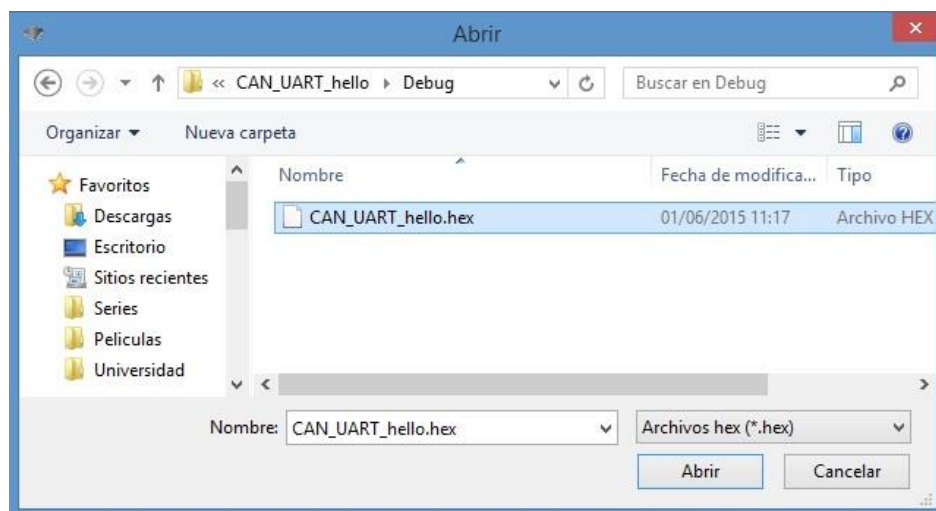 Abrir
« CAN_UART_hello Debug
Buscar en Debug
Organizar
Nueva carpeta
Nombre
Fecha de modifica...
Tipo
Favoritos
Descargas
Escritorio
Sitios recientes
Series
Peliculas
Universidad
CAN_UART_hello.hex 01/06/2015 11:17 Archivo HEX
Nombre: CAN_UART_hello.hex
Archivos hex (*.hex)
Abrir
Cancelar